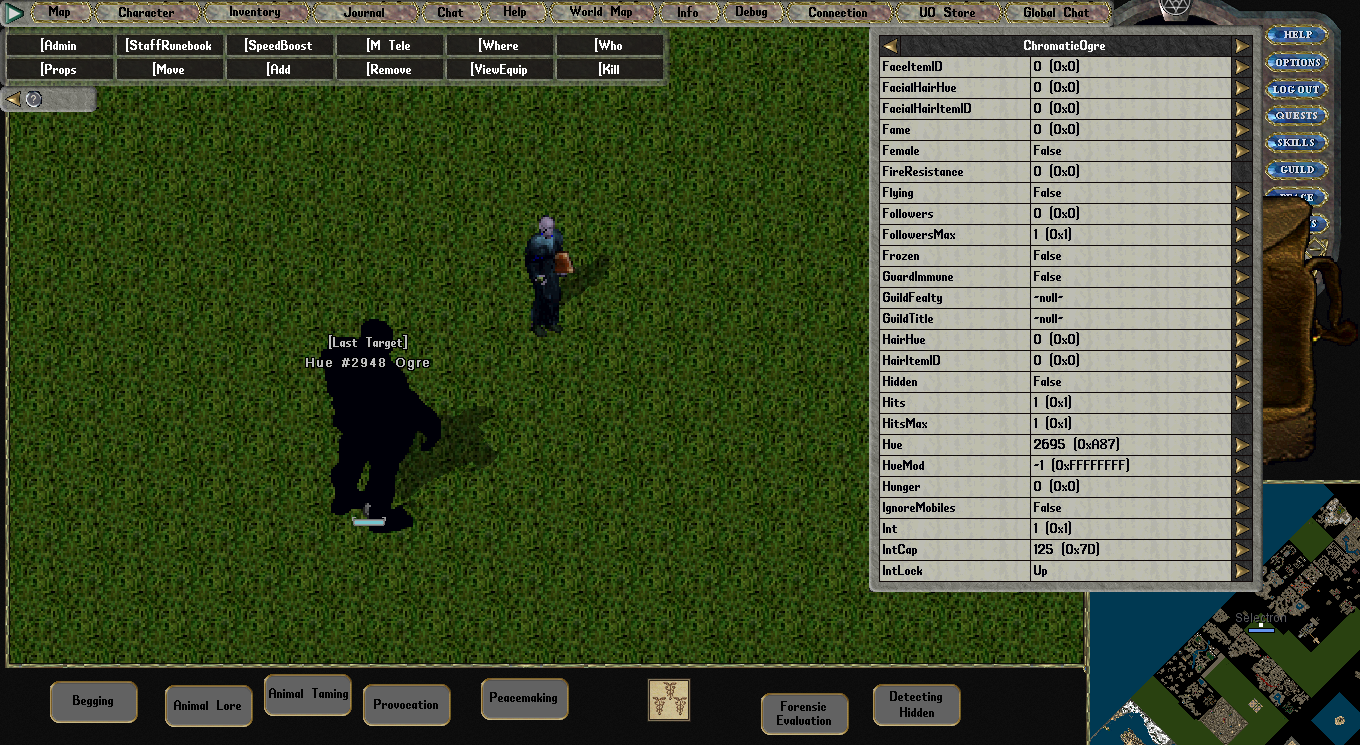 Map Character Inventory Journal Chat Help World Map Info Debug Connection UO Store Global Chat
[Admin [StaffRunebook [SpeedBoost [M Tele [Where [Who
[Props [Move [Add [Remove [ViewEquip [Kill
?
ChromaticOgre
FaceItemID 0 (0x0)
FacialHairHue 0 (0x0)
FacialHairItemID 0 (0x0)
Fame 0 (0x0)
Female False
FireResistance 0 (0x0)
Flying False
Followers 0 (0x0)
FollowersMax 1 (0x1)
Frozen False
GuardImmune False
GuildFealty -null-
GuildTitle -null-
HairHue 0 (0x0)
HairItemID 0 (0x0)
Hidden False
Hits 1 (0x1)
HitsMax 1 (0x1)
Hue 2695 (0xA87)
HueMod -1 (0xFFFFFFFF)
Hunger 0 (0x0)
IgnoreMobiles False
Int 1 (0x1)
IntCap 125 (0x7D)
IntLock Up
HELP
OPTIONS
LOG OUT
QUESTS
SKILLS
GUILD
[Last Target]
Hue #2948 Ogre
Selectron
Begging
Animal Lore
Animal Taming
Provocation
Peacemaking
Forensic
Evaluation
Detecting
Hidden